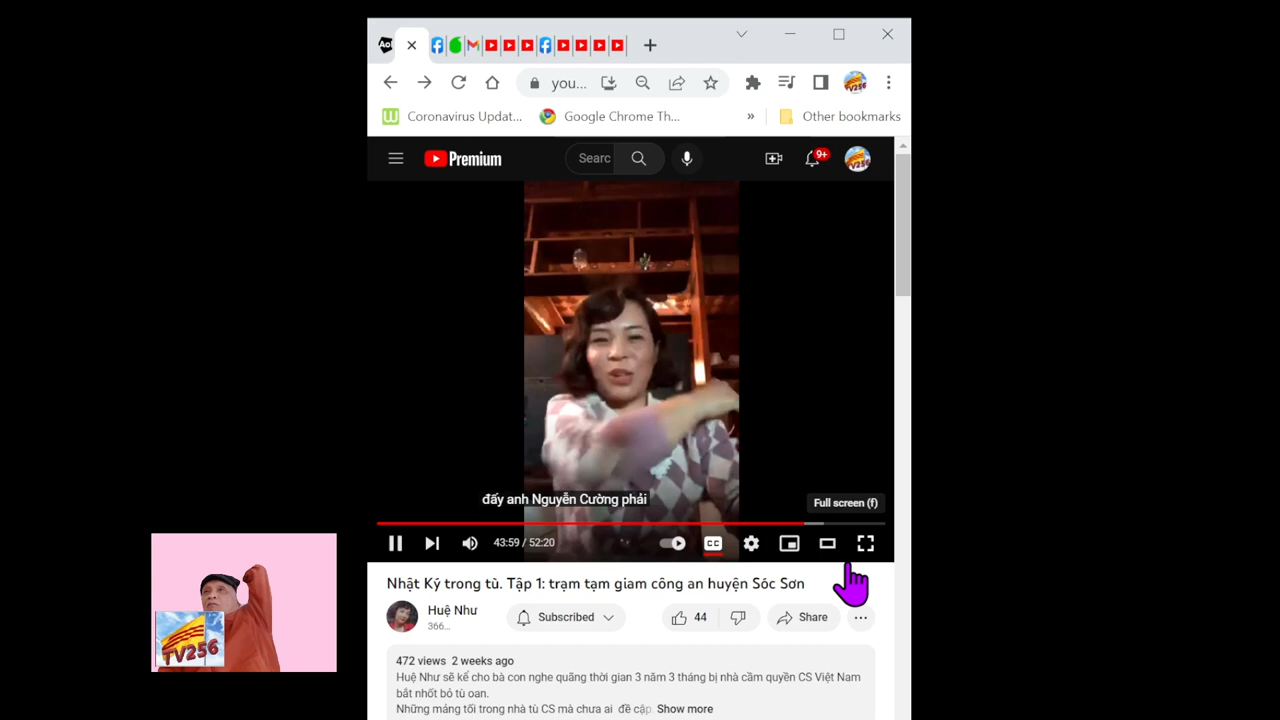 Aol
you...
Coronavirus Updat...
Google Chrome Th...
»
Other bookmarks
Premium
Searc
9+
TV256
đấy anh Nguyễn Cường phải
Full screen (f)
43:59 / 52:20
CC
Nhật Ký trong tù. Tập 1: trạm tạm giam công an huyện Sóc Sơn
Huệ Như
366...
Subscribed
44
Share
472 views 2 weeks ago
Huệ Như sẽ kể cho bà con nghe quãng thời gian 3 năm 3 tháng bị nhà cầm quyền CS Việt Nam
bắt nhốt bỏ tù oan.
Những mảng tối trong nhà tù CS mà chưa ai đề cập. Show more
TV256